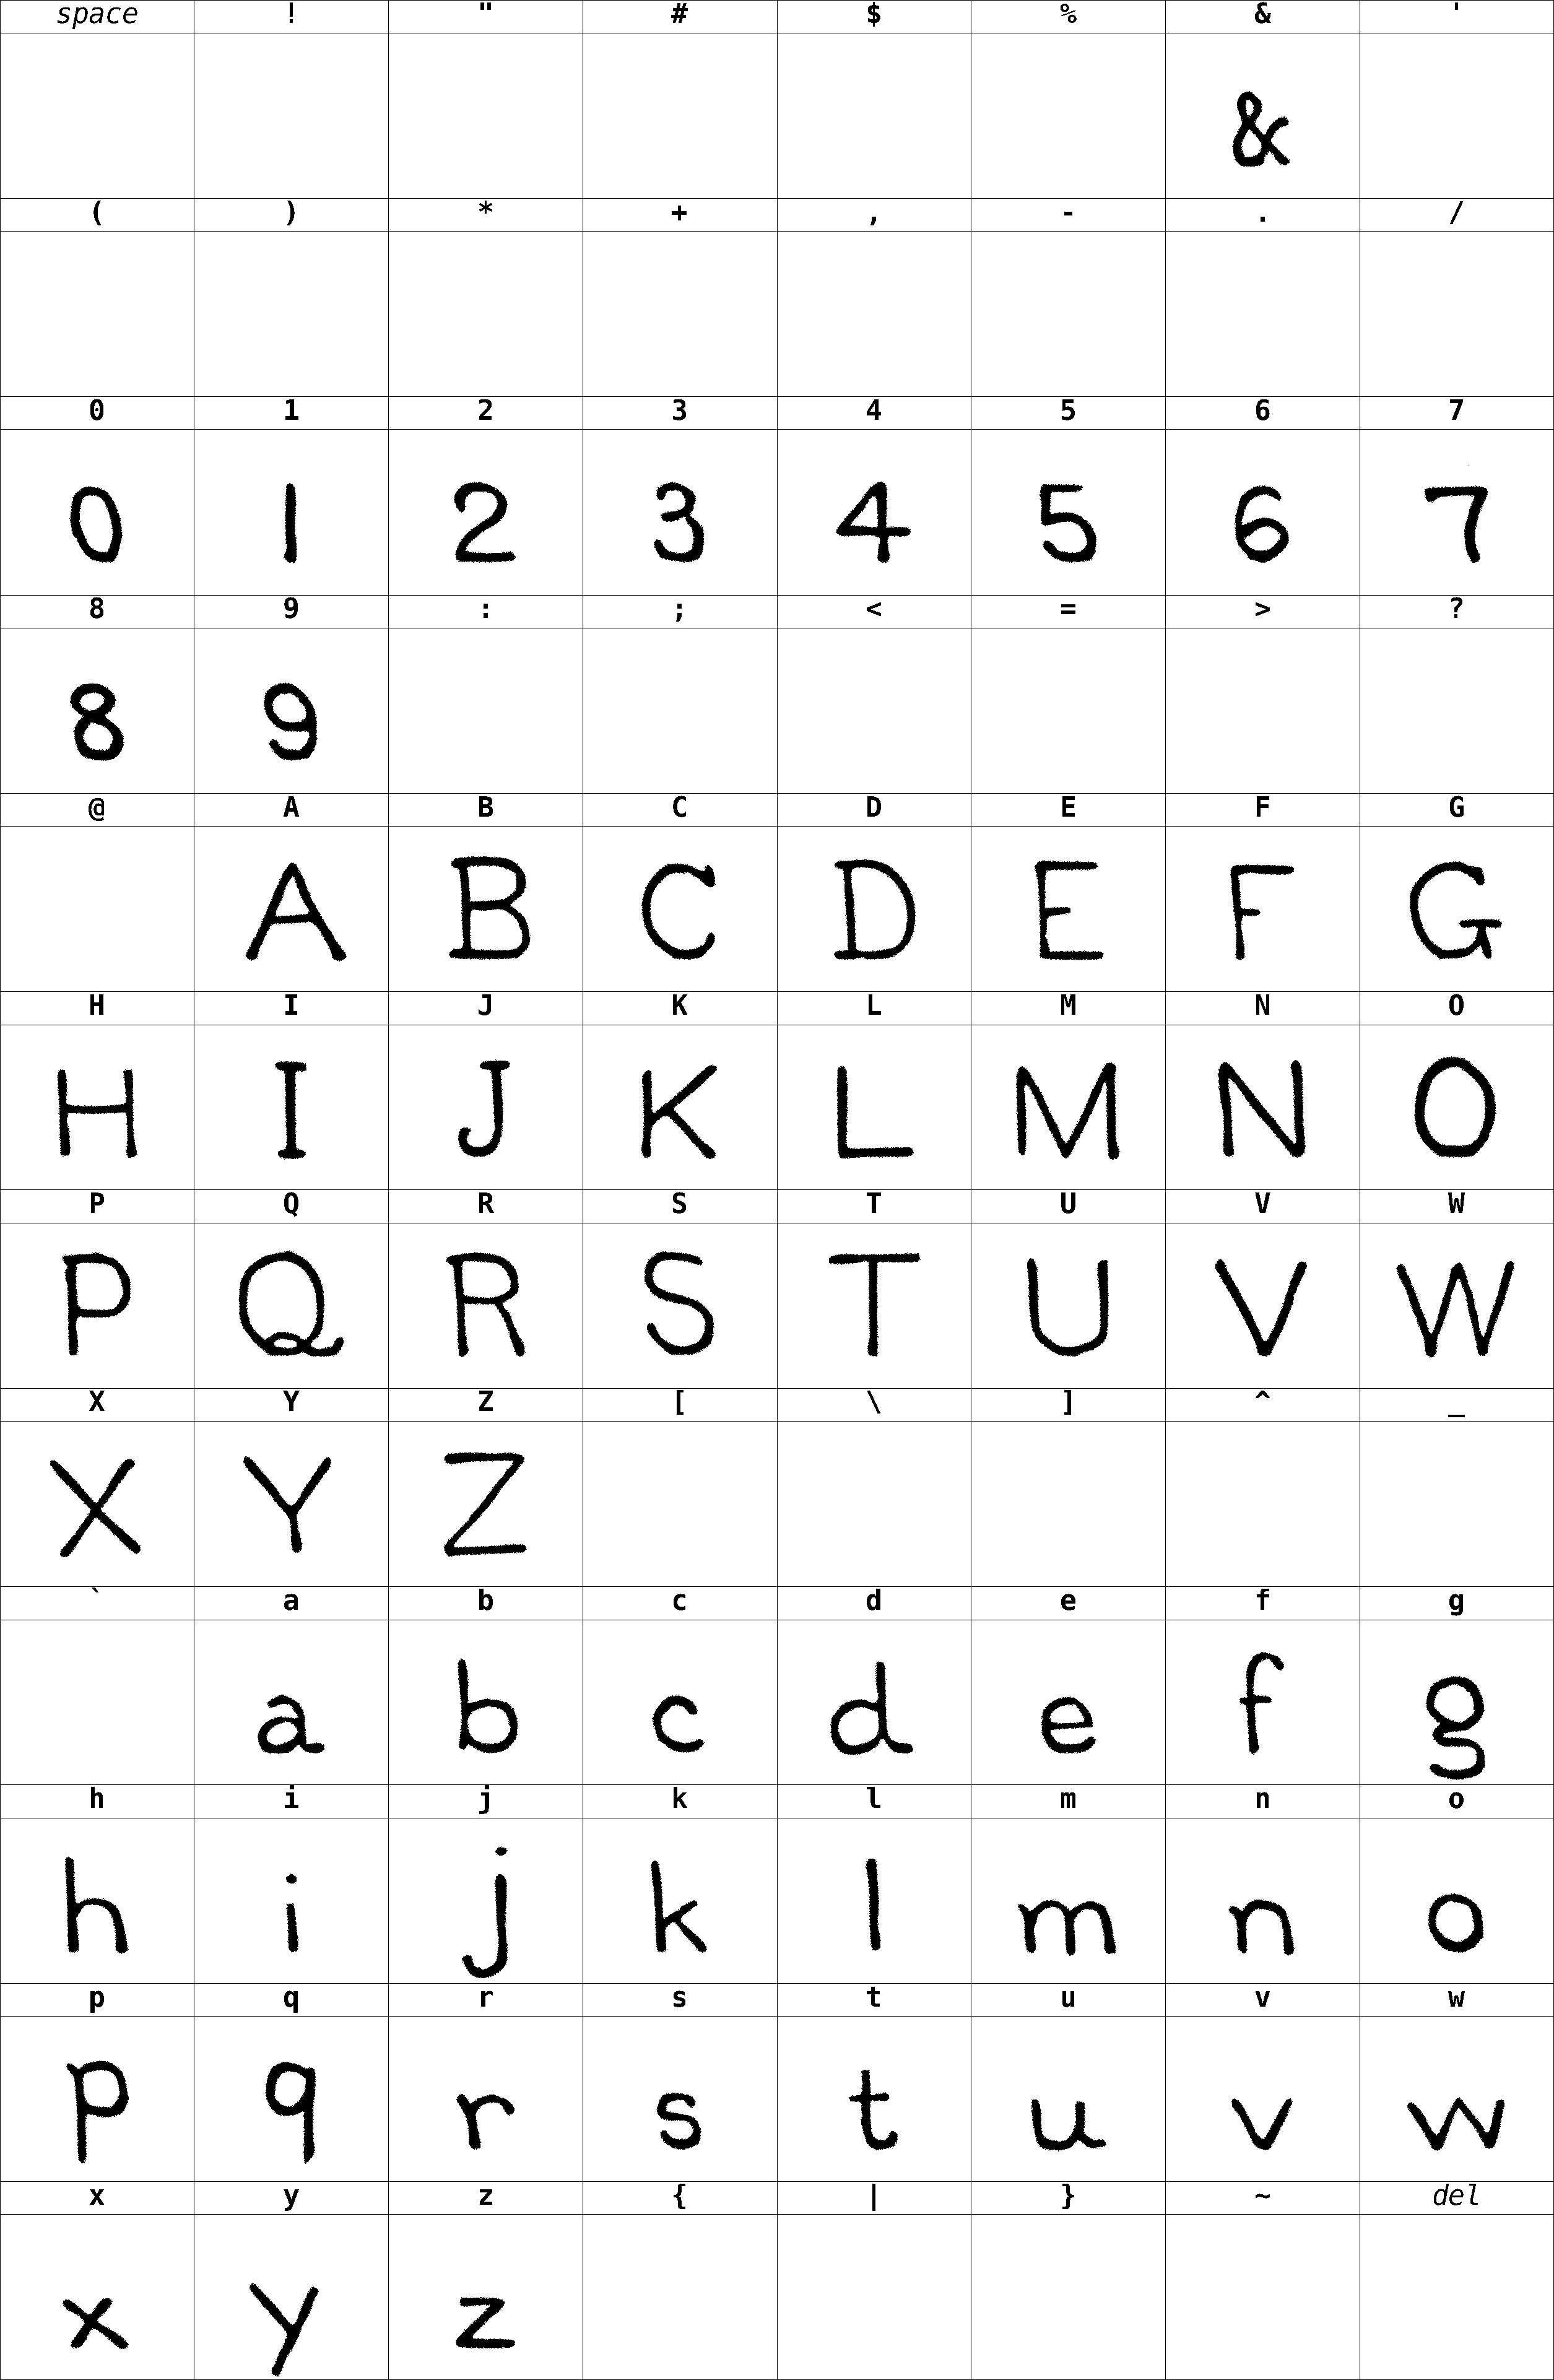 space ! " # $ % & '
&
( ) * + , - . /
0 1 2 3 4 5 6 7
0 1 2 3 4 5 6 7
8 9 : ; < = > ?
8 9
@ A B C D E F G
A B C D E F G
H I J K L M N O
H I J K L M N O
P Q R S T U V W
P Q R S T U V W
X Y Z [ \ ] ^ _
X Y Z
` a b c d e f g
a b c d e f g
h i j k l m n o
h i j k l m n o
p q r s t u v w
p q r s t u v w
x y z { | } ~ del
x y z